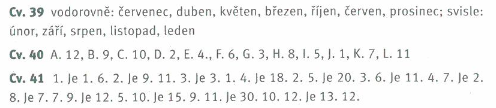 Cv. 39 vodorovně: červenec, duben, květen, březen, říjen, červen, prosinec; svisle:
únor, září, srpen, listopad, leden
Cv. 40 A. 12, B. 9, C. 10, D. 2, E. 4., F. 6, G. 3, H. 8, I. 5, J. 1, K. 7, L. 11
Cv. 41 1. Je 1. 6. 2. Je 9. 11. 3. Je 3. 1. 4. Je 18. 2. 5. Je 20. 3. 6. Je 11. 4. 7. Je 2.
8. Je 7. 7. 9. Je 12. 5. 10. Je 15. 9. 11. Je 30. 10. 12. Je 13. 12.